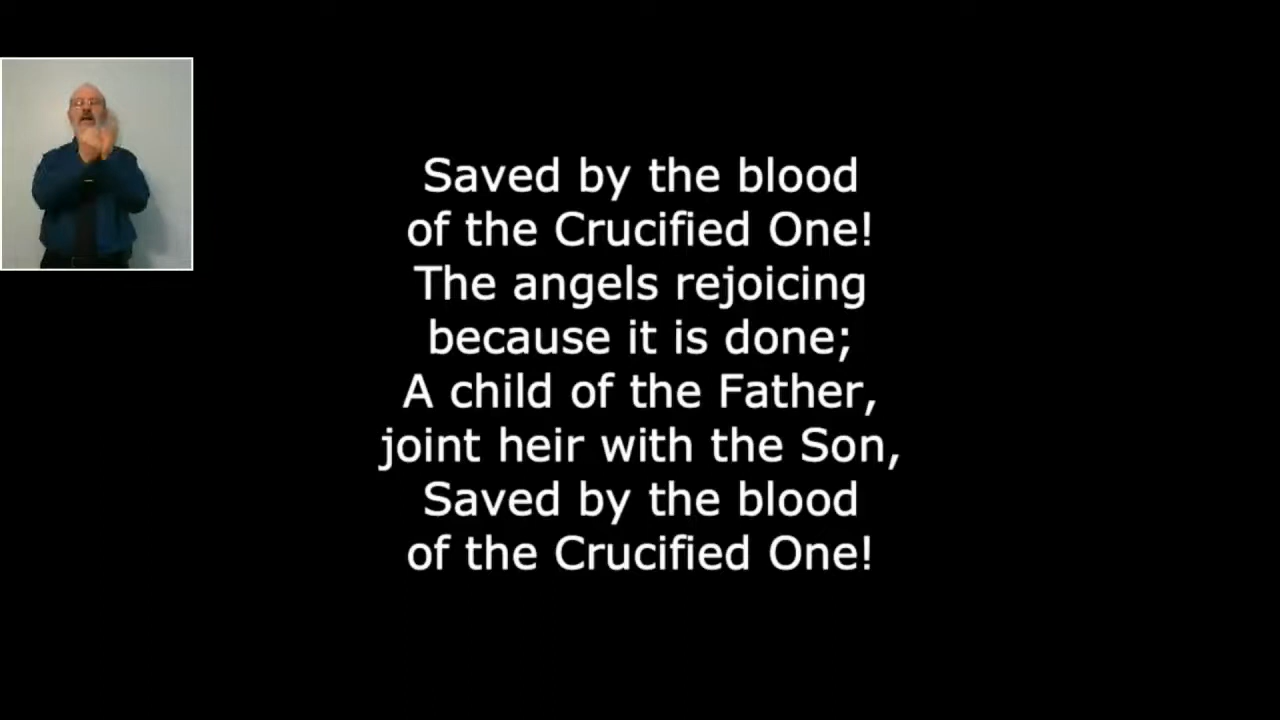 Saved by the blood
of the Crucified One!
The angels rejoicing
because it is done;
A child of the Father,
joint heir with the Son,
Saved by the blood
of the Crucified One!